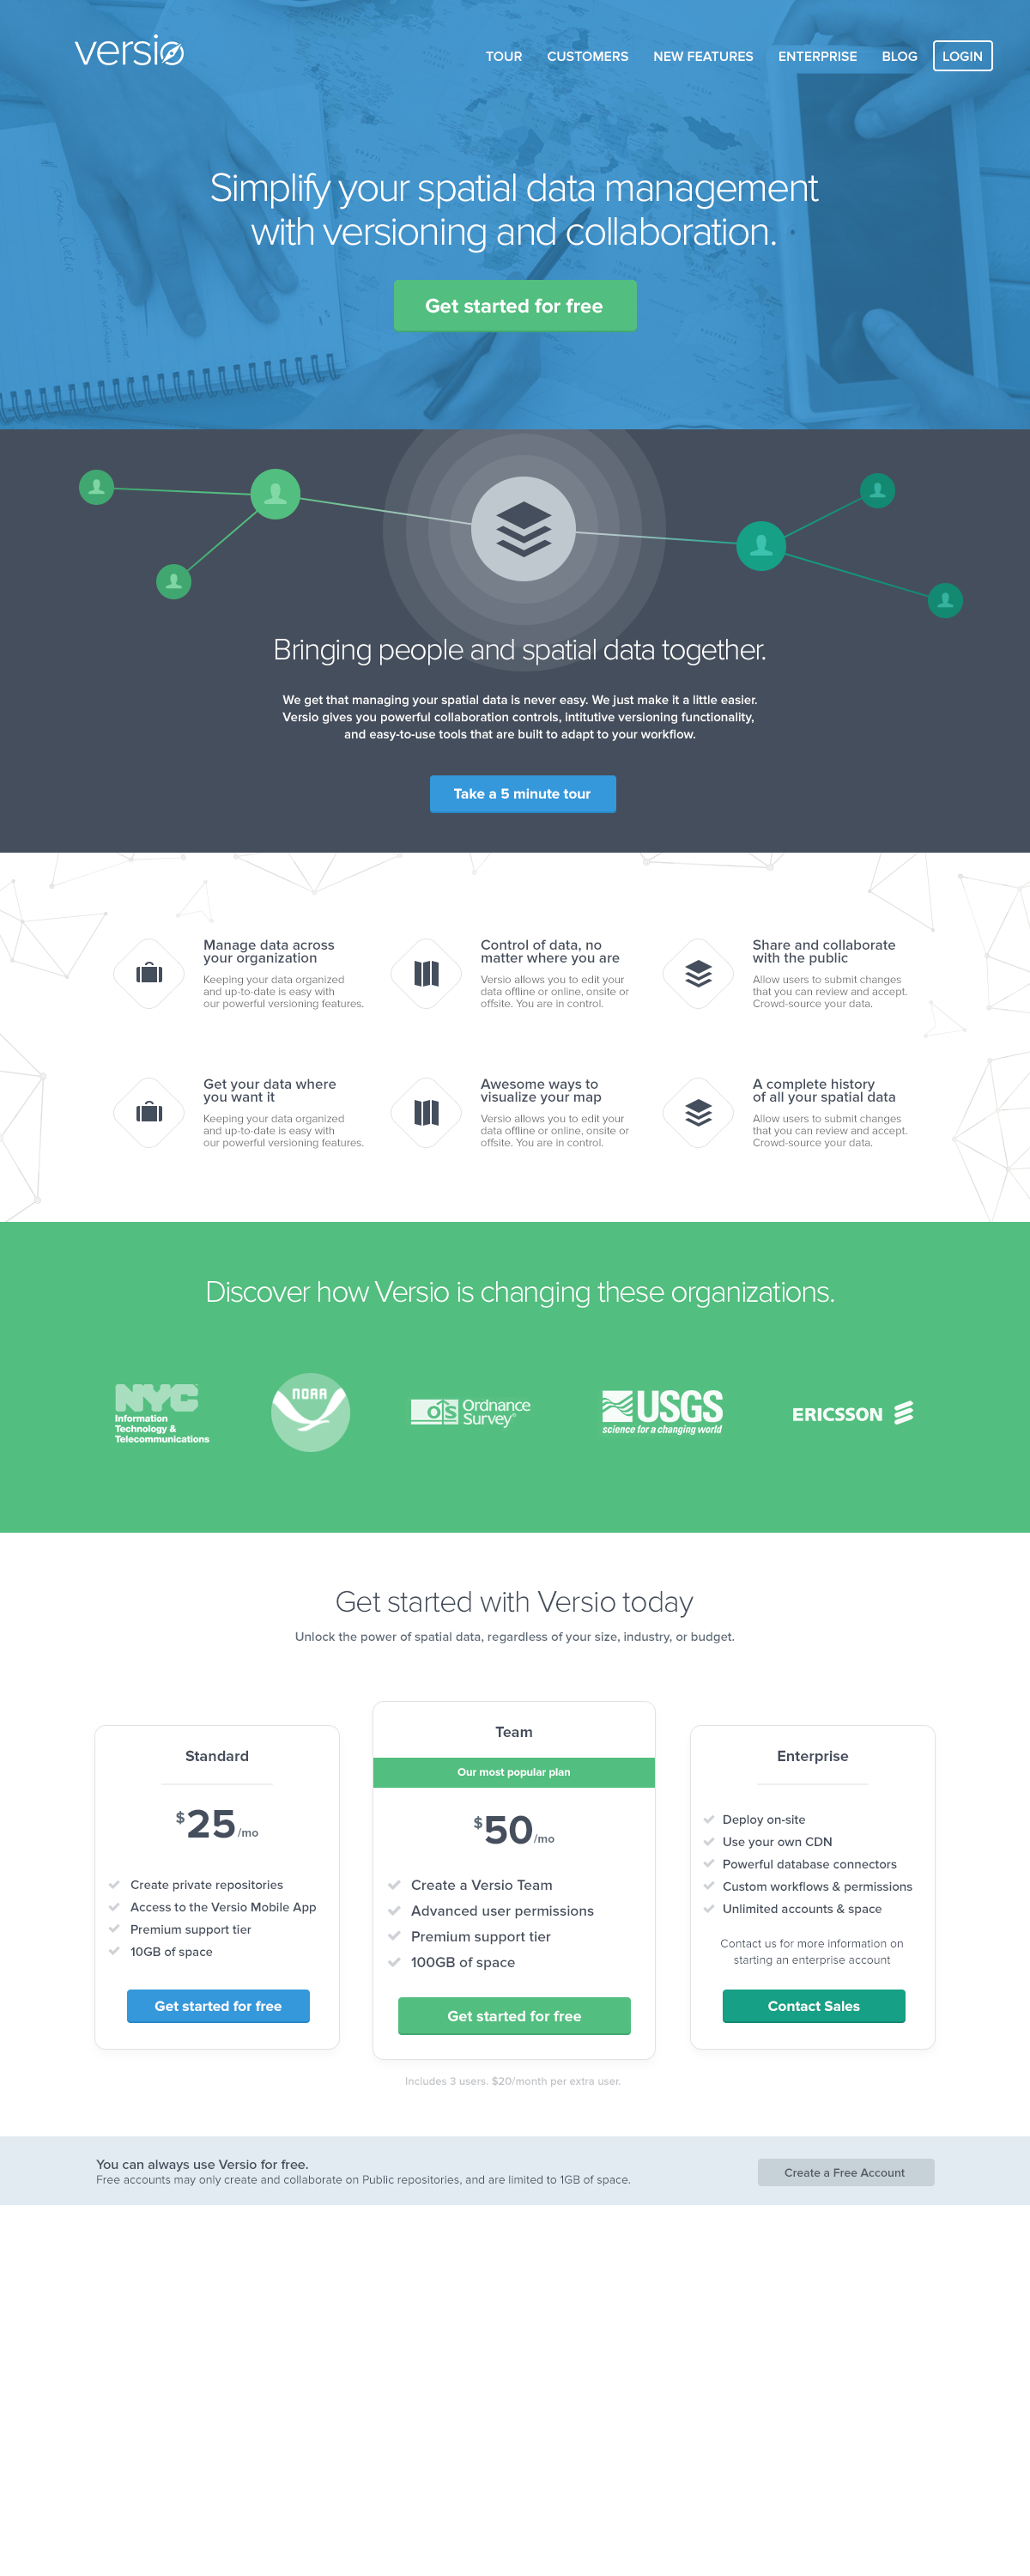 versio
TOUR CUSTOMERS NEW FEATURES ENTERPRISE BLOG LOGIN
Simplify your spatial data management
with versioning and collaboration.
Get started for free
Bringing people and spatial data together.
We get that managing your spatial data is never easy. We just make it a little easier.
Versio gives you powerful collaboration controls, intitutive versioning functionality,
and easy-to-use tools that are built to adapt to your workflow.
Take a 5 minute tour
Manage data across
your organization
Keeping your data organized
and up-to-date is easy with
our powerful versioning features.
Control of data, no
matter where you are
Versio allows you to edit your
data offline or online, onsite or
offsite. You are in control.
Share and collaborate
with the public
Allow users to submit changes
that you can review and accept.
Crowd-source your data.
Get your data where
you want it
Keeping your data organized
and up-to-date is easy with
our powerful versioning features.
Awesome ways to
visualize your map
Versio allows you to edit your
data offline or online, onsite or
offsite. You are in control.
A complete history
of all your spatial data
Allow users to submit changes
that you can review and accept.
Crowd-source your data.
Discover how Versio is changing these organizations.
NYC
Information
Technology &
Telecommunications
NOAA
OS Ordnance
Survey®
USGS
science for a changing world
ERICSSON
Get started with Versio today
Unlock the power of spatial data, regardless of your size, industry, or budget.
Standard
$25/mo
Create private repositories
Access to the Versio Mobile App
Premium support tier
10GB of space
Get started for free
Team
Our most popular plan
$50/mo
Create a Versio Team
Advanced user permissions
Premium support tier
100GB of space
Get started for free
Includes 3 users. $20/month per extra user.
Enterprise
Deploy on-site
Use your own CDN
Powerful database connectors
Custom workflows & permissions
Unlimited accounts & space
Contact us for more information on
starting an enterprise account
Contact Sales
You can always use Versio for free.
Free accounts may only create and collaborate on Public repositories, and are limited to 1GB of space.
Create a Free Account